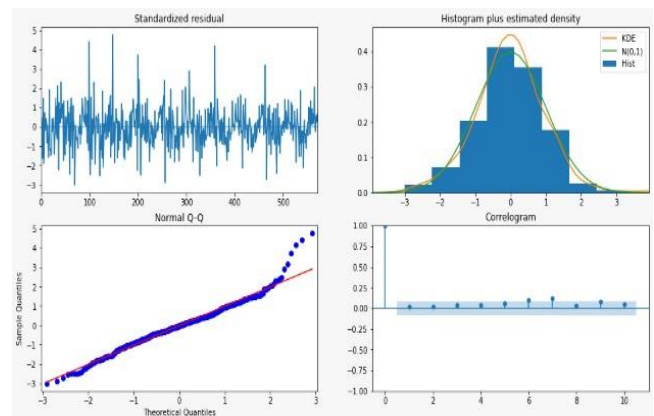 Standardized residual
5
4
3
2
1
0
−1
−2
−3
0 100 200 300 400 500
Histogram plus estimated density
KDE
N(0,1)
Hist
0.4
0.3
0.2
0.1
0.0
−3 −2 −1 0 1 2 3
Normal Q-Q
Sample Quantiles
5
4
3
2
1
0
−1
−2
−3
−3 −2 −1 0 1 2 3
Theoretical Quantiles
Correlogram
1.00
0.75
0.50
0.25
0.00
−0.25
−0.50
−0.75
−1.00
0 2 4 6 8 10